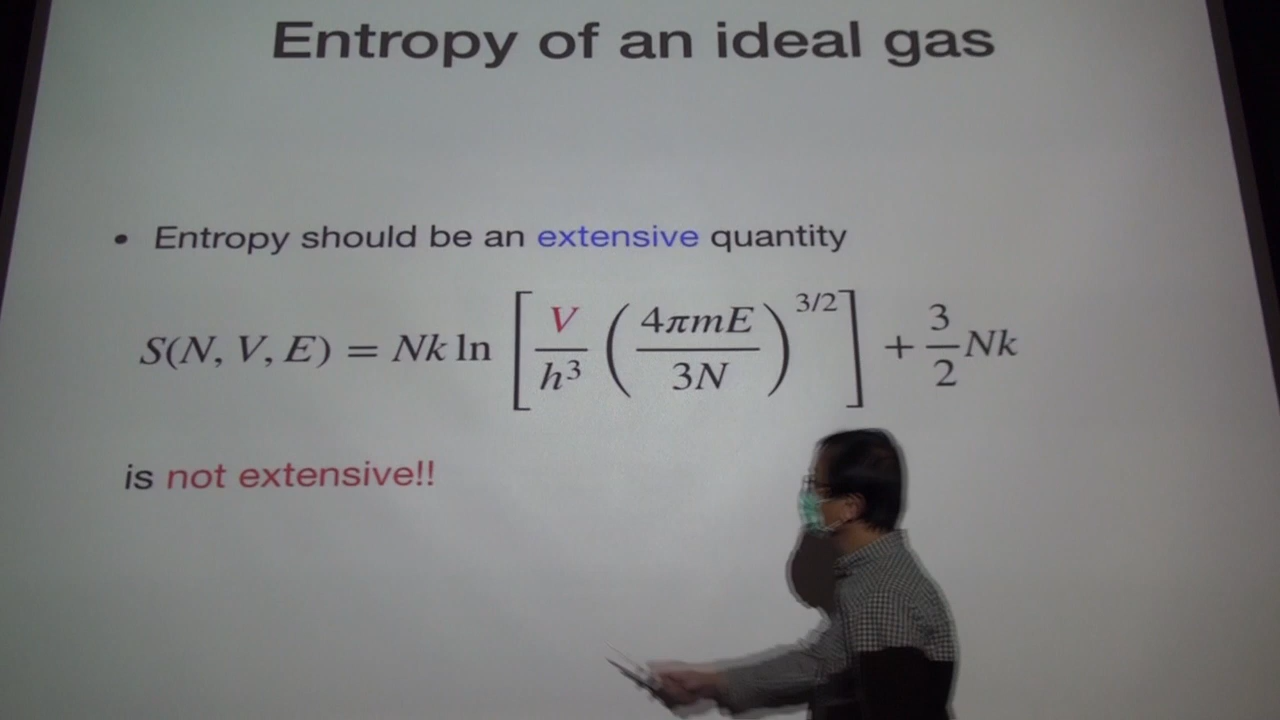 Entropy of an ideal gas
• Entropy should be an extensive quantity
S(N, V, E) = Nk ln [ V/h³ ( 4πmE / 3N )^3/2 ] + 3/2 Nk
is not extensive!!